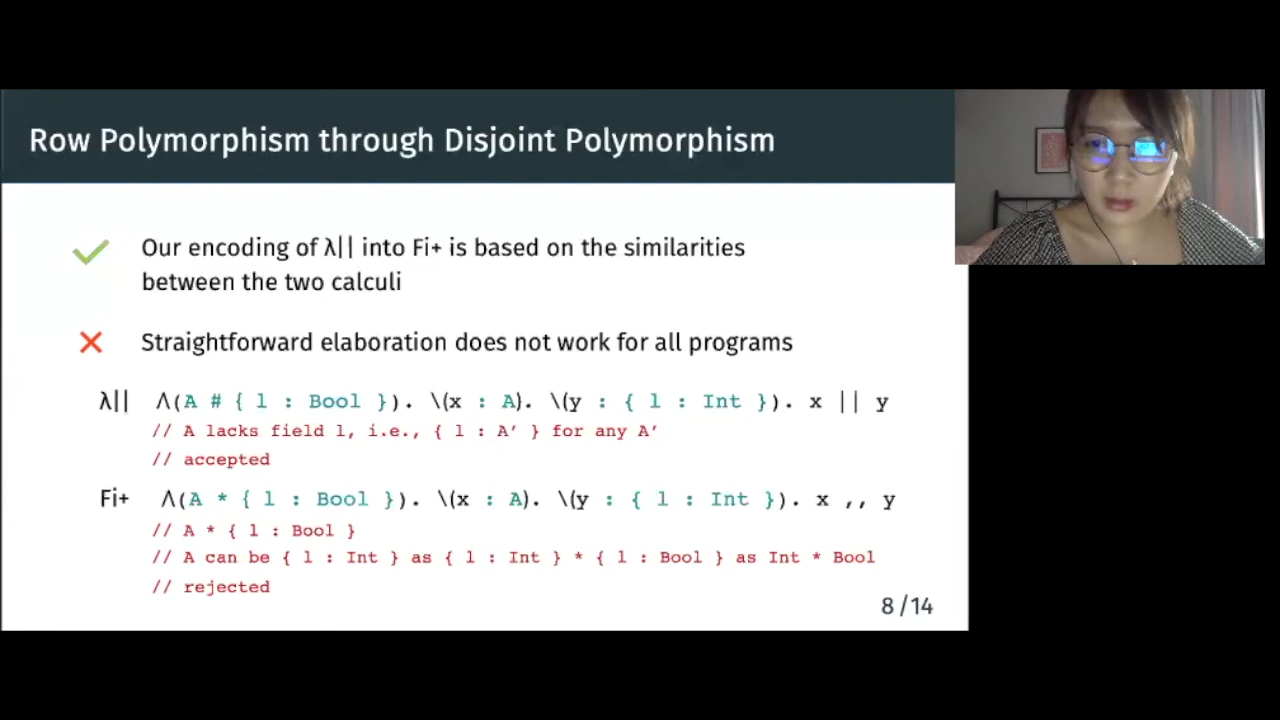 Row Polymorphism through Disjoint Polymorphism
Our encoding of λ|| into Fi+ is based on the similarities
between the two calculi
Straightforward elaboration does not work for all programs
λ|| Λ(A # { l : Bool }). \(x : A). \(y : { l : Int }). x || y
// A lacks field l, i.e., { l : A’ } for any A’
// accepted
Fi+ Λ(A * { l : Bool }). \(x : A). \(y : { l : Int }). x ,, y
// A * { l : Bool }
// A can be { l : Int } as { l : Int } * { l : Bool } as Int * Bool
// rejected
8/14